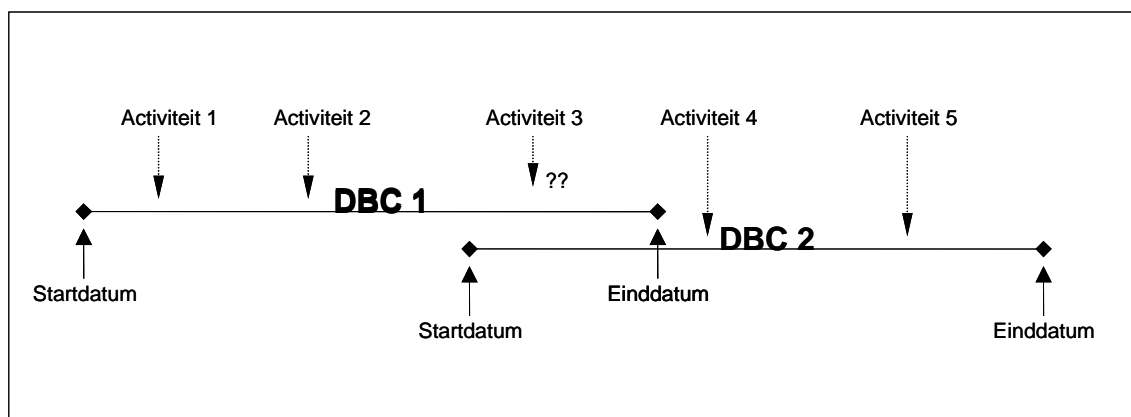 Activiteit 1
Activiteit 2
Activiteit 3
Activiteit 4
Activiteit 5
??
DBC 1
DBC 2
Startdatum
Einddatum
Startdatum
Einddatum